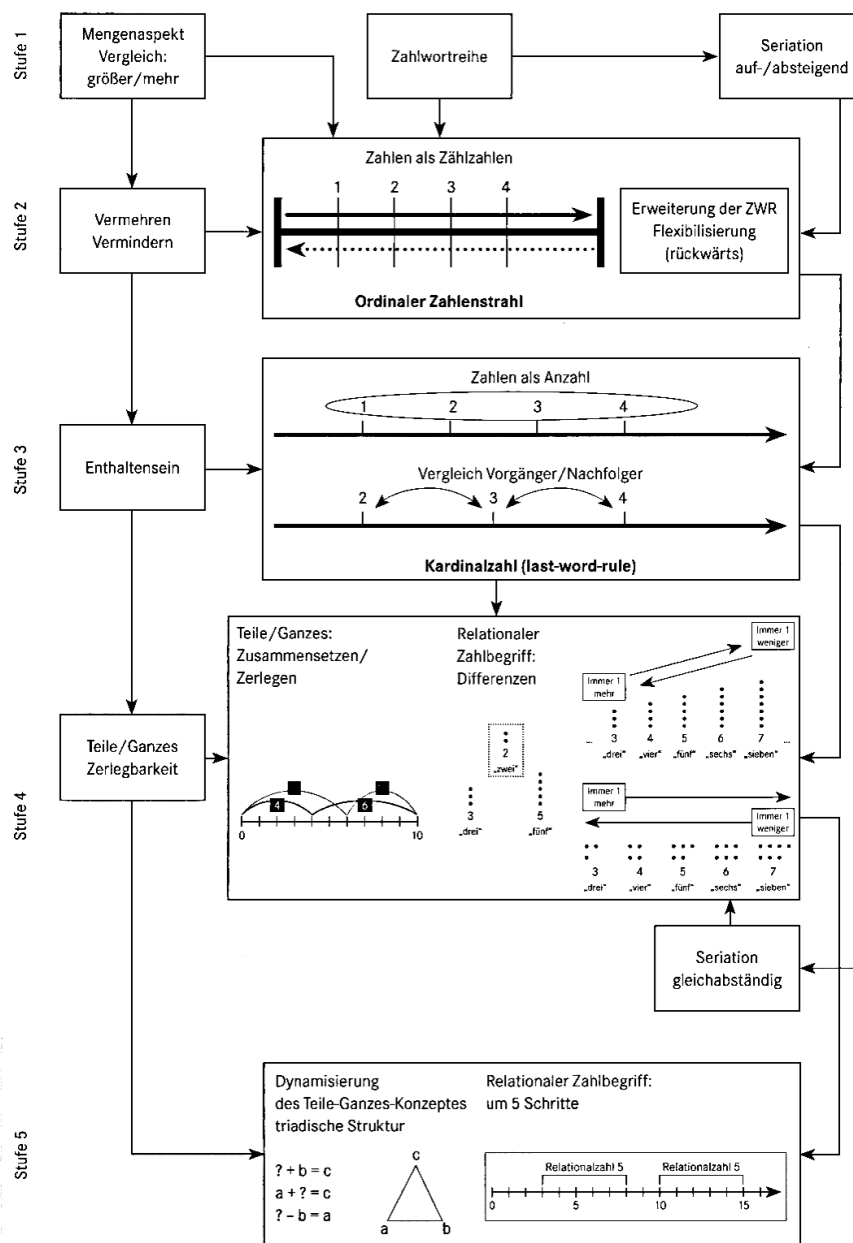 Stufe 1
Mengenaspekt
Vergleich:
größer/mehr
Zahlwortreihe
Seriation
auf-/absteigend
Stufe 2
Vermehren
Vermindern
Zahlen als Zählzahlen
1 2 3 4
Erweiterung der ZWR
Flexibilisierung
(rückwärts)
Ordinaler Zahlenstrahl
Stufe 3
Enthaltensein
Zahlen als Anzahl
1 2 3 4
Vergleich Vorgänger/Nachfolger
2 3 4
Kardinalzahl (last-word-rule)
Stufe 4
Teile/Ganzes
Zerlegbarkeit
Teile/Ganzes:
Zusammensetzen/
Zerlegen
4 6
0 10
Relationaler
Zahlbegriff:
Differenzen
2
„zwei“
3 5
„drei“ „fünf“
Immer 1
weniger
Immer 1
mehr
... 3 4 5 6 7 ...
„drei“ „vier“ „fünf“ „sechs“ „sieben“
Immer 1
mehr
Immer 1
weniger
3 4 5 6 7
„drei“ „vier“ „fünf“ „sechs“ „sieben“
Seriation
gleichabständig
Stufe 5
Dynamisierung
des Teile-Ganzes-Konzeptes
triadische Struktur
? + b = c
a + ? = c
? – b = a
c
a b
Relationaler Zahlbegriff:
um 5 Schritte
Relationalzahl 5 Relationalzahl 5
0 5 10 15